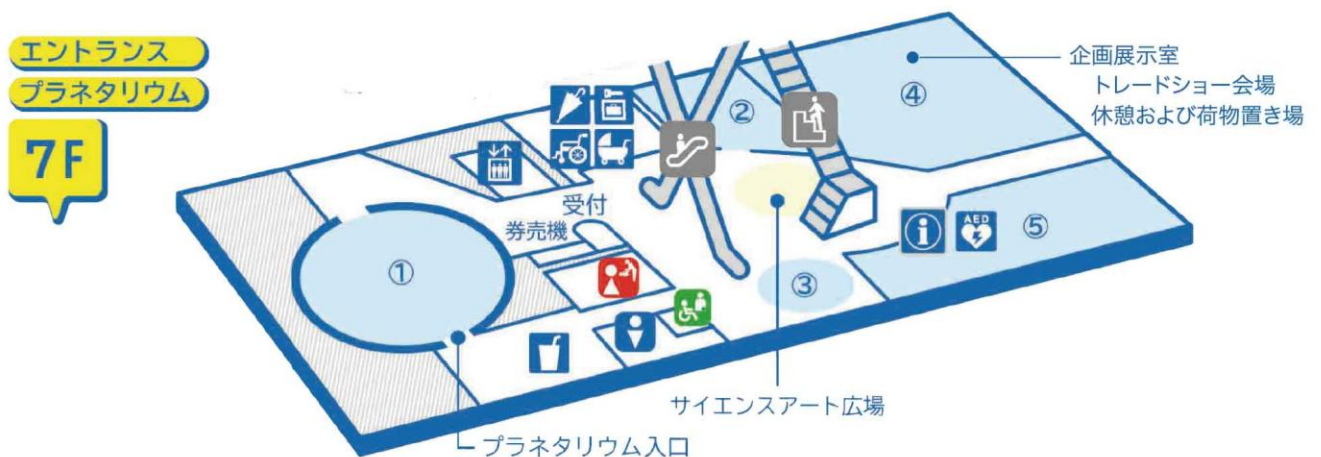 エントランス
プラネタリウム
7F
企画展示室
トレードショー会場
休憩および荷物置き場
④
②
受付
券売機
AED
⑤
①
③
サイエンスアート広場
プラネタリウム入口